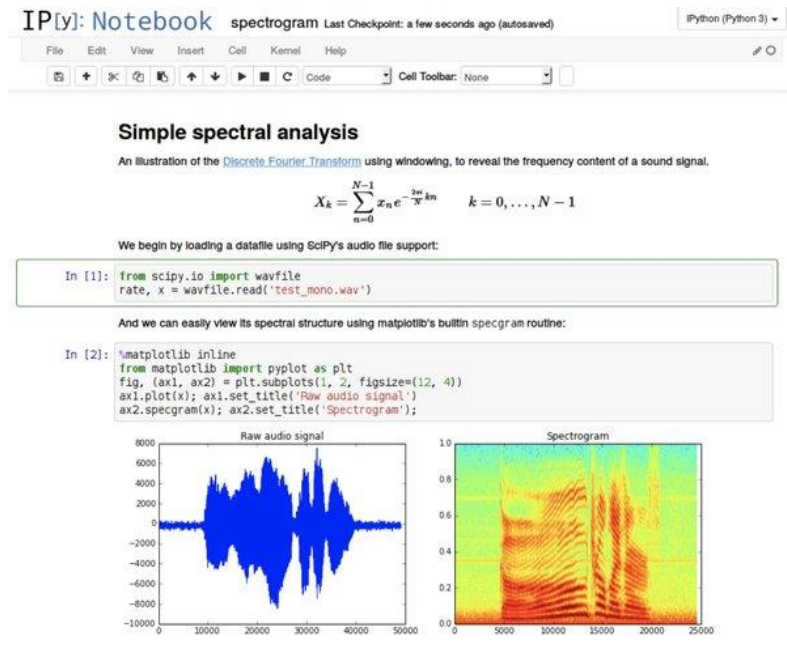 IP[y]: Notebook spectrogram Last Checkpoint: a few seconds ago (autosaved) IPython (Python 3)
File Edit View Insert Cell Kernel Help
Code Cell Toolbar: None
Simple spectral analysis
An illustration of the Discrete Fourier Transform using windowing, to reveal the frequency content of a sound signal.
X_k = \sum_{n=0}^{N-1} x_n e^{-\frac{2\pi i}{N} kn} k = 0, . . . , N − 1
We begin by loading a datafile using SciPy's audio file support:
In [1]: from scipy.io import wavfile
rate, x = wavfile.read('test_mono.wav')
And we can easily view its spectral structure using matplotlib's builtin specgram routine:
In [2]: %matplotlib inline
from matplotlib import pyplot as plt
fig, (ax1, ax2) = plt.subplots(1, 2, figsize=(12, 4))
ax1.plot(x); ax1.set_title('Raw audio signal')
ax2.specgram(x); ax2.set_title('Spectrogram');
Raw audio signal
8000
6000
4000
2000
0
−2000
−4000
−6000
−8000
−10000
0 10000 20000 30000 40000 50000
Spectrogram
1.0
0.8
0.6
0.4
0.2
0.0
0 5000 10000 15000 20000 25000